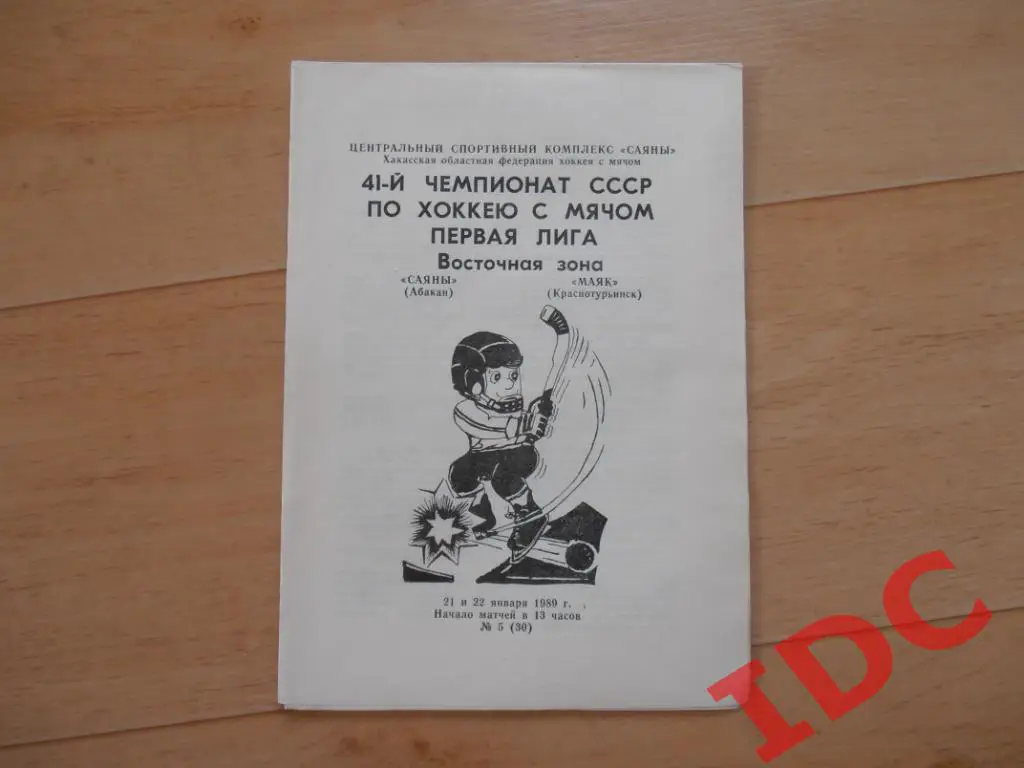 ЦЕНТРАЛЬНЫЙ СПОРТИВНЫЙ КОМПЛЕКС «САЯНЫ»
Хакасская областная федерация хоккея с мячом
41-Й ЧЕМПИОНАТ СССР
ПО ХОККЕЮ С МЯЧОМ
ПЕРВАЯ ЛИГА
Восточная зона
«САЯНЫ» «МАЯК»
(Абакан) (Краснотурьинск)
21 и 22 января 1989 г.
Начало матчей в 13 часов
№ 5 (30)
IDC